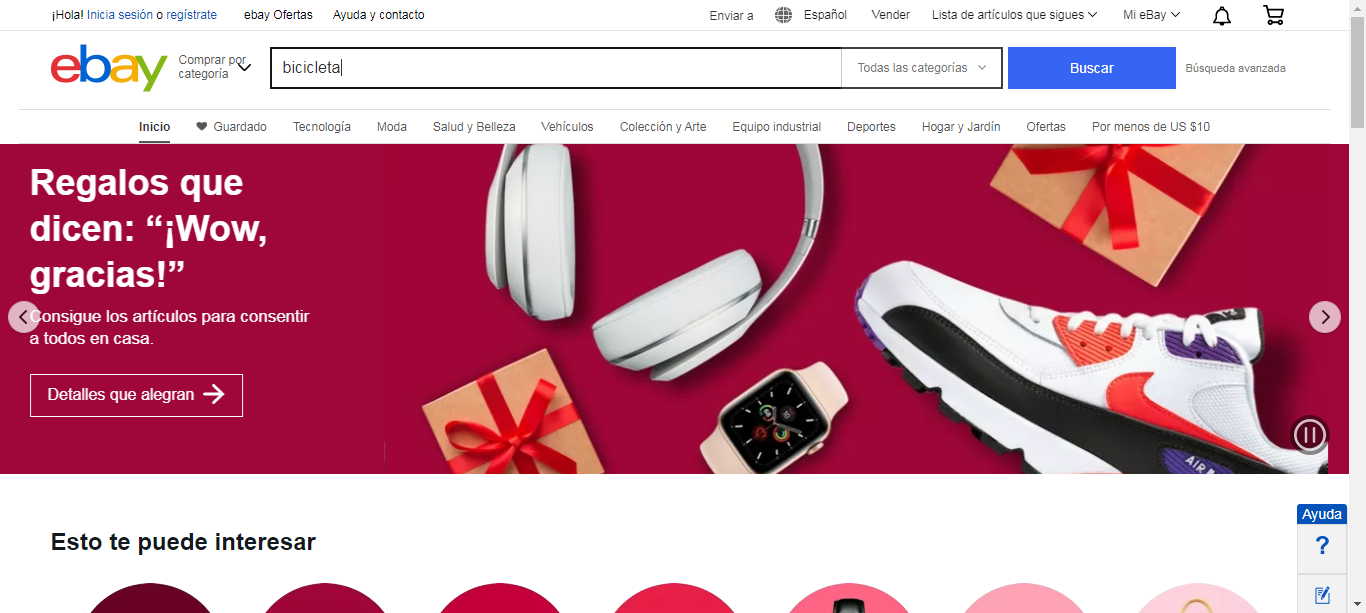 ¡Hola! Inicia sesión o regístrate
ebay Ofertas
Ayuda y contacto
Enviar a
Español
Vender
Lista de artículos que sigues
Mi eBay
ebay
Comprar por
categoría
bicicleta
Todas las categorías
Buscar
Búsqueda avanzada
Inicio
Guardado
Tecnología
Moda
Salud y Belleza
Vehículos
Colección y Arte
Equipo industrial
Deportes
Hogar y Jardín
Ofertas
Por menos de US $10
Regalos que
dicen: “¡Wow,
gracias!”
Consigue los artículos para consentir
a todos en casa.
Detalles que alegran
AIR
Ayuda
?
Esto te puede interesar